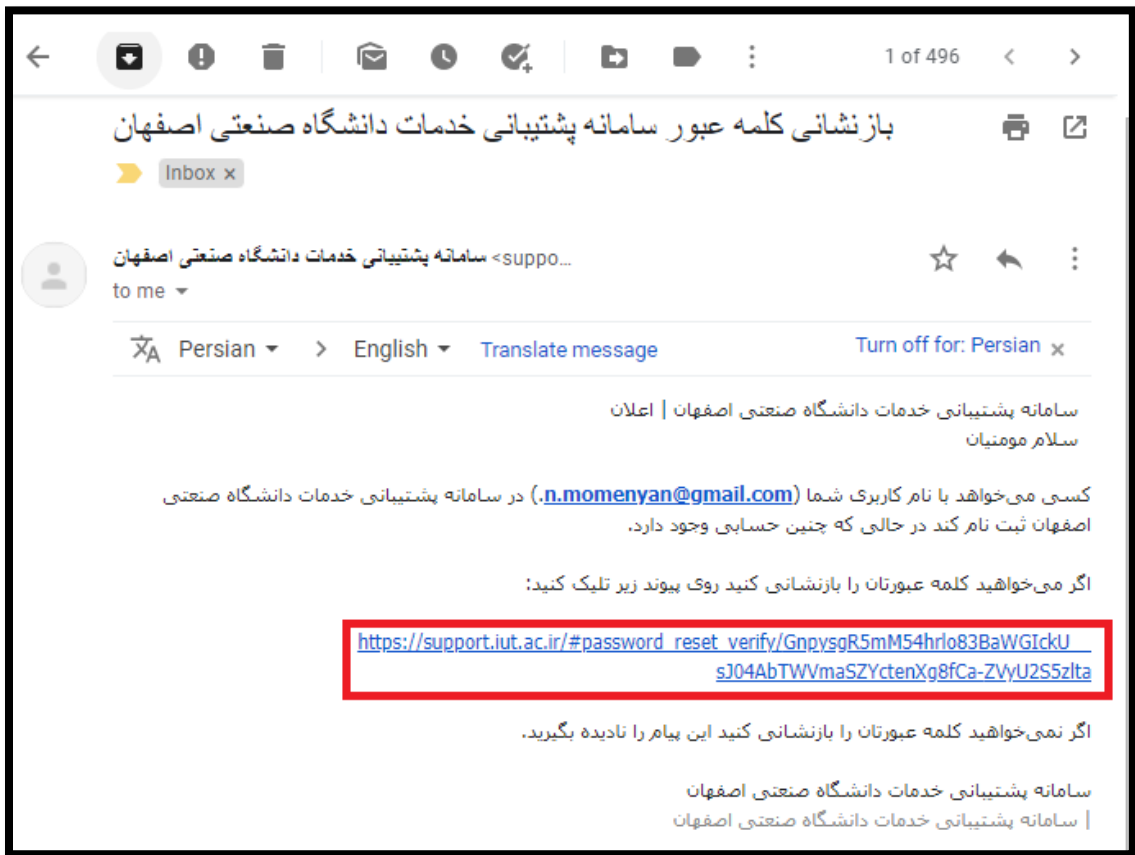 1 of 496
بازنشانی کلمه عبور سامانه پشتیبانی خدمات دانشگاه صنعتی اصفهان
Inbox ×
سامانه پشتیبانی خدمات دانشگاه صنعتی اصفهان <suppo...
to me
Persian > English Translate message Turn off for: Persian ×
سامانه پشتیبانی خدمات دانشگاه صنعتی اصفهان | اعلان
سلام مومنیان
کسی می‌خواهد با نام کاربری شما (n.momenyan@gmail.com.) در سامانه پشتیبانی خدمات دانشگاه صنعتی
اصفهان ثبت نام کند در حالی که چنین حسابی وجود دارد.
اگر می‌خواهید کلمه عبورتان را بازنشانی کنید روی پیوند زیر تلیک کنید:
https://support.iut.ac.ir/#password_reset_verify/GnpysgR5mM54hrlo83BaWGIckU__
sJ04AbTWVmaSZYctenXg8fCa-ZVyU2S5zlta
اگر نمی‌خواهید کلمه عبورتان را بازنشانی کنید این پیام را نادیده بگیرید.
سامانه پشتیبانی خدمات دانشگاه صنعتی اصفهان
| سامانه پشتیبانی خدمات دانشگاه صنعتی اصفهان